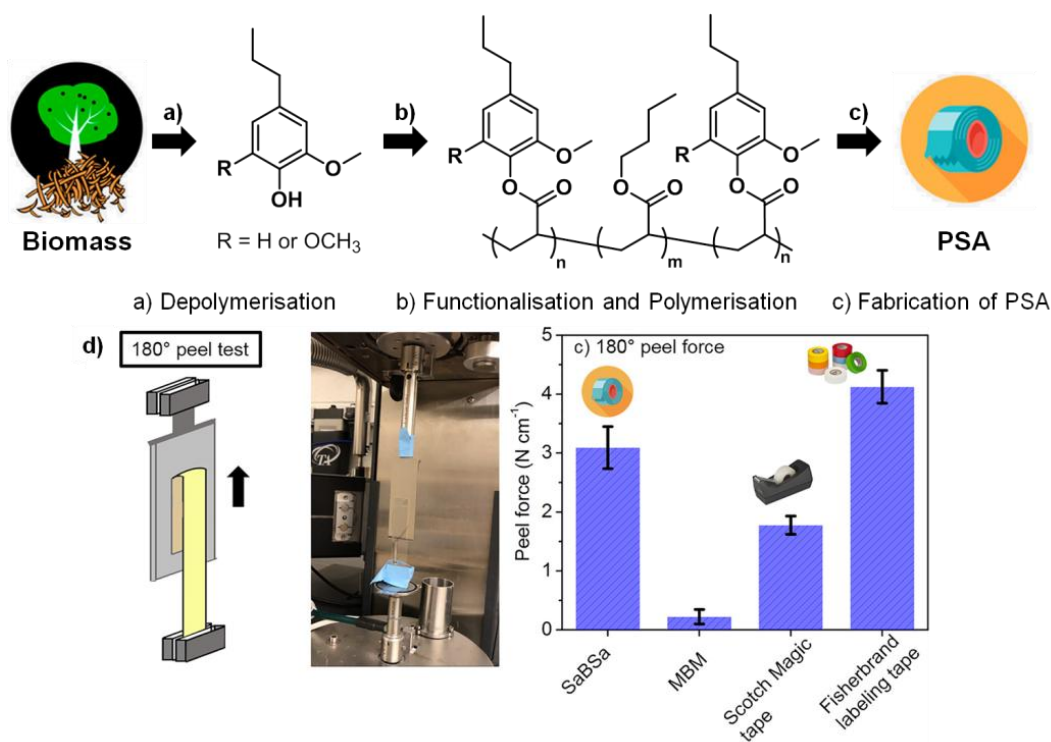 a)
b)
c)
R
O
OH
R
O
O
O
n
O
O
m
R
O
O
O
n
Biomass
R = H or OCH3
PSA
a) Depolymerisation
b) Functionalisation and Polymerisation
c) Fabrication of PSA
d)
180° peel test
c) 180° peel force
Peel force (N cm⁻¹)
5
4
3
2
1
0
SaBSa
MBM
Scotch Magic
tape
Fisherbrand
labeling tape